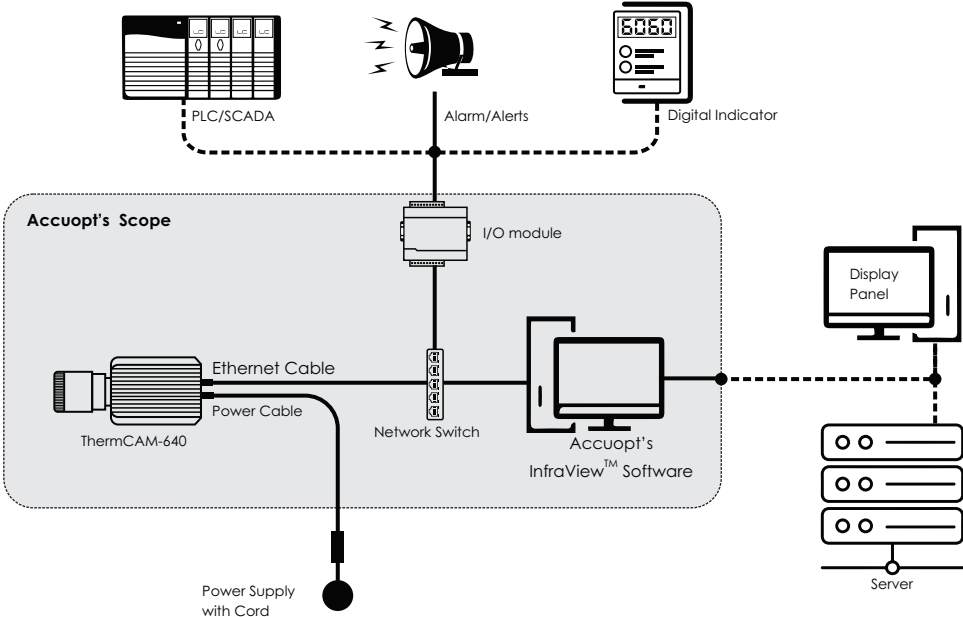 6060
PLC/SCADA
Alarm/Alerts
Digital Indicator
Accuopt's Scope
I/O module
Display
Panel
Ethernet Cable
Power Cable
ThermCAM-640
Network Switch
Accuopt's
InfraView™ Software
Power Supply
with Cord
Server